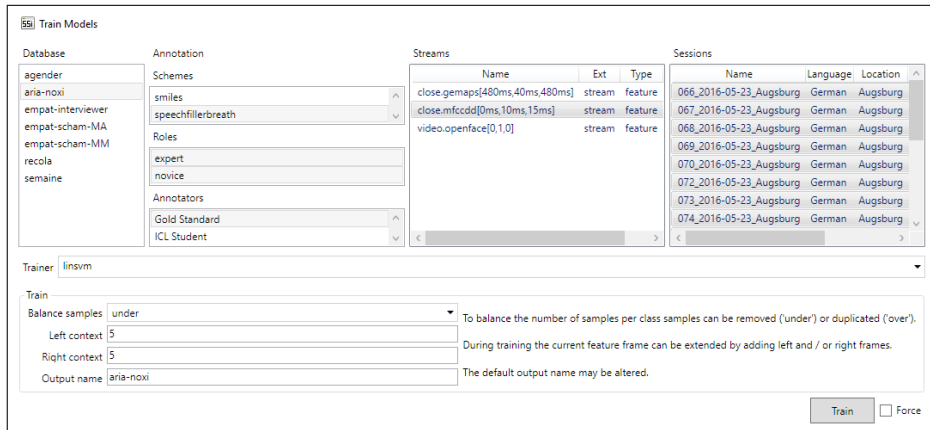 SSi Train Models
Database
agender
aria-noxi
empat-interviewer
empat-scham-MA
empat-scham-MM
recola
semaine
Annotation
Schemes
smiles
speechfillerbreath
Roles
expert
novice
Annotators
Gold Standard
ICL Student
Streams
Name Ext Type
close.gemaps[480ms,40ms,480ms] stream feature
close.mfccdd[0ms,10ms,15ms] stream feature
video.openface[0,1,0] stream feature
Sessions
Name Language Location
066_2016-05-23_Augsburg German Augsburg
067_2016-05-23_Augsburg German Augsburg
068_2016-05-23_Augsburg German Augsburg
069_2016-05-23_Augsburg German Augsburg
070_2016-05-23_Augsburg German Augsburg
072_2016-05-23_Augsburg German Augsburg
073_2016-05-23_Augsburg German Augsburg
074_2016-05-23_Augsburg German Augsburg
Trainer linsvm
Train
Balance samples under
To balance the number of samples per class samples can be removed ('under') or duplicated ('over').
Left context 5
Right context 5
During training the current feature frame can be extended by adding left and / or right frames.
Output name aria-noxi
The default output name may be altered.
Train Force